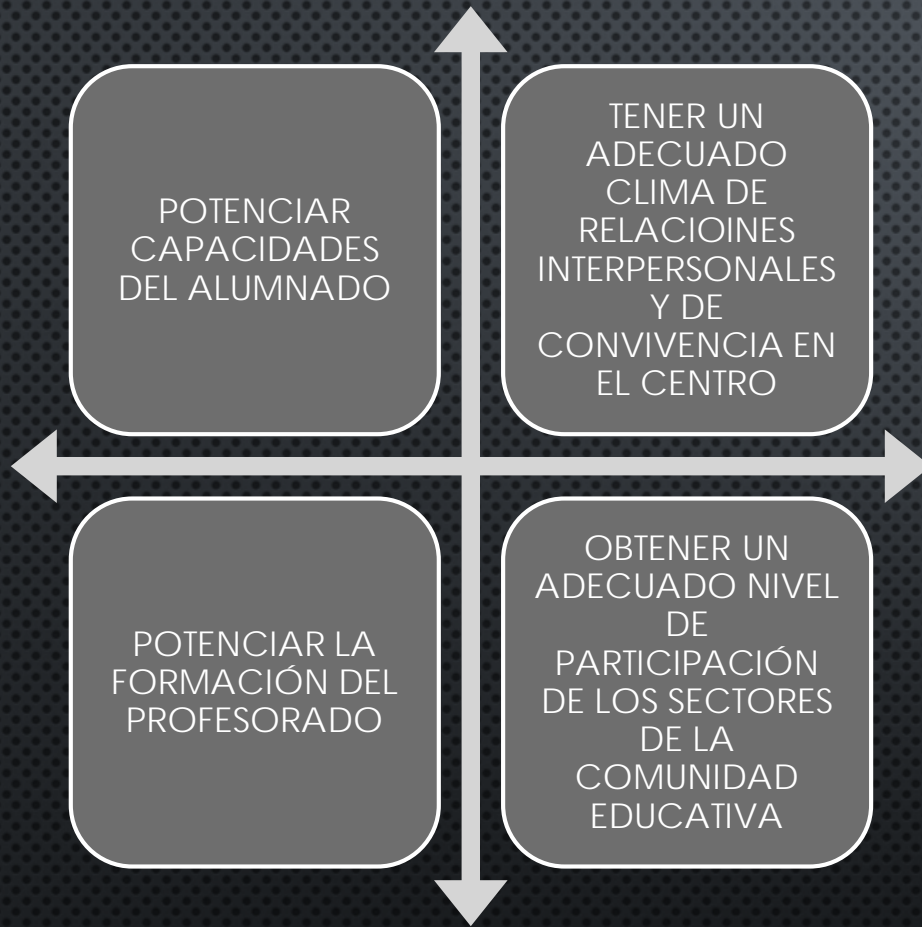 POTENCIAR
CAPACIDADES
DEL ALUMNADO
TENER UN
ADECUADO
CLIMA DE
RELACIOINES
INTERPERSONALES
Y DE
CONVIVENCIA EN
EL CENTRO
POTENCIAR LA
FORMACIÓN DEL
PROFESORADO
OBTENER UN
ADECUADO NIVEL
DE
PARTICIPACIÓN
DE LOS SECTORES
DE LA
COMUNIDAD
EDUCATIVA